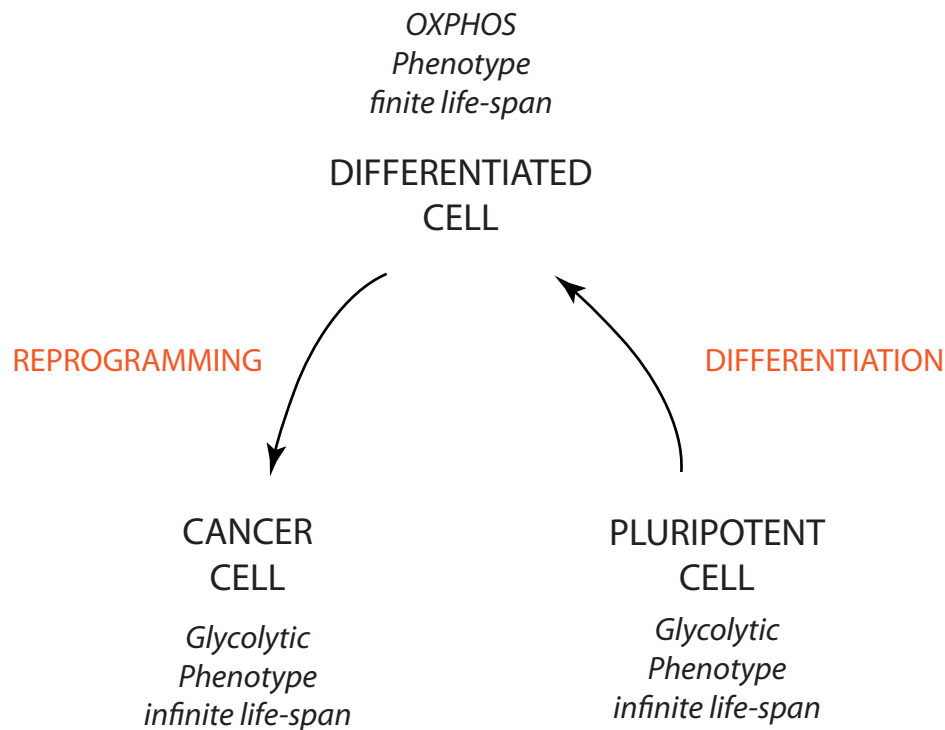 OXPHOS
Phenotype
finite life-span
DIFFERENTIATED
CELL
REPROGRAMMING
DIFFERENTIATION
CANCER
CELL
Glycolytic
Phenotype
infinite life-span
PLURIPOTENT
CELL
Glycolytic
Phenotype
infinite life-span